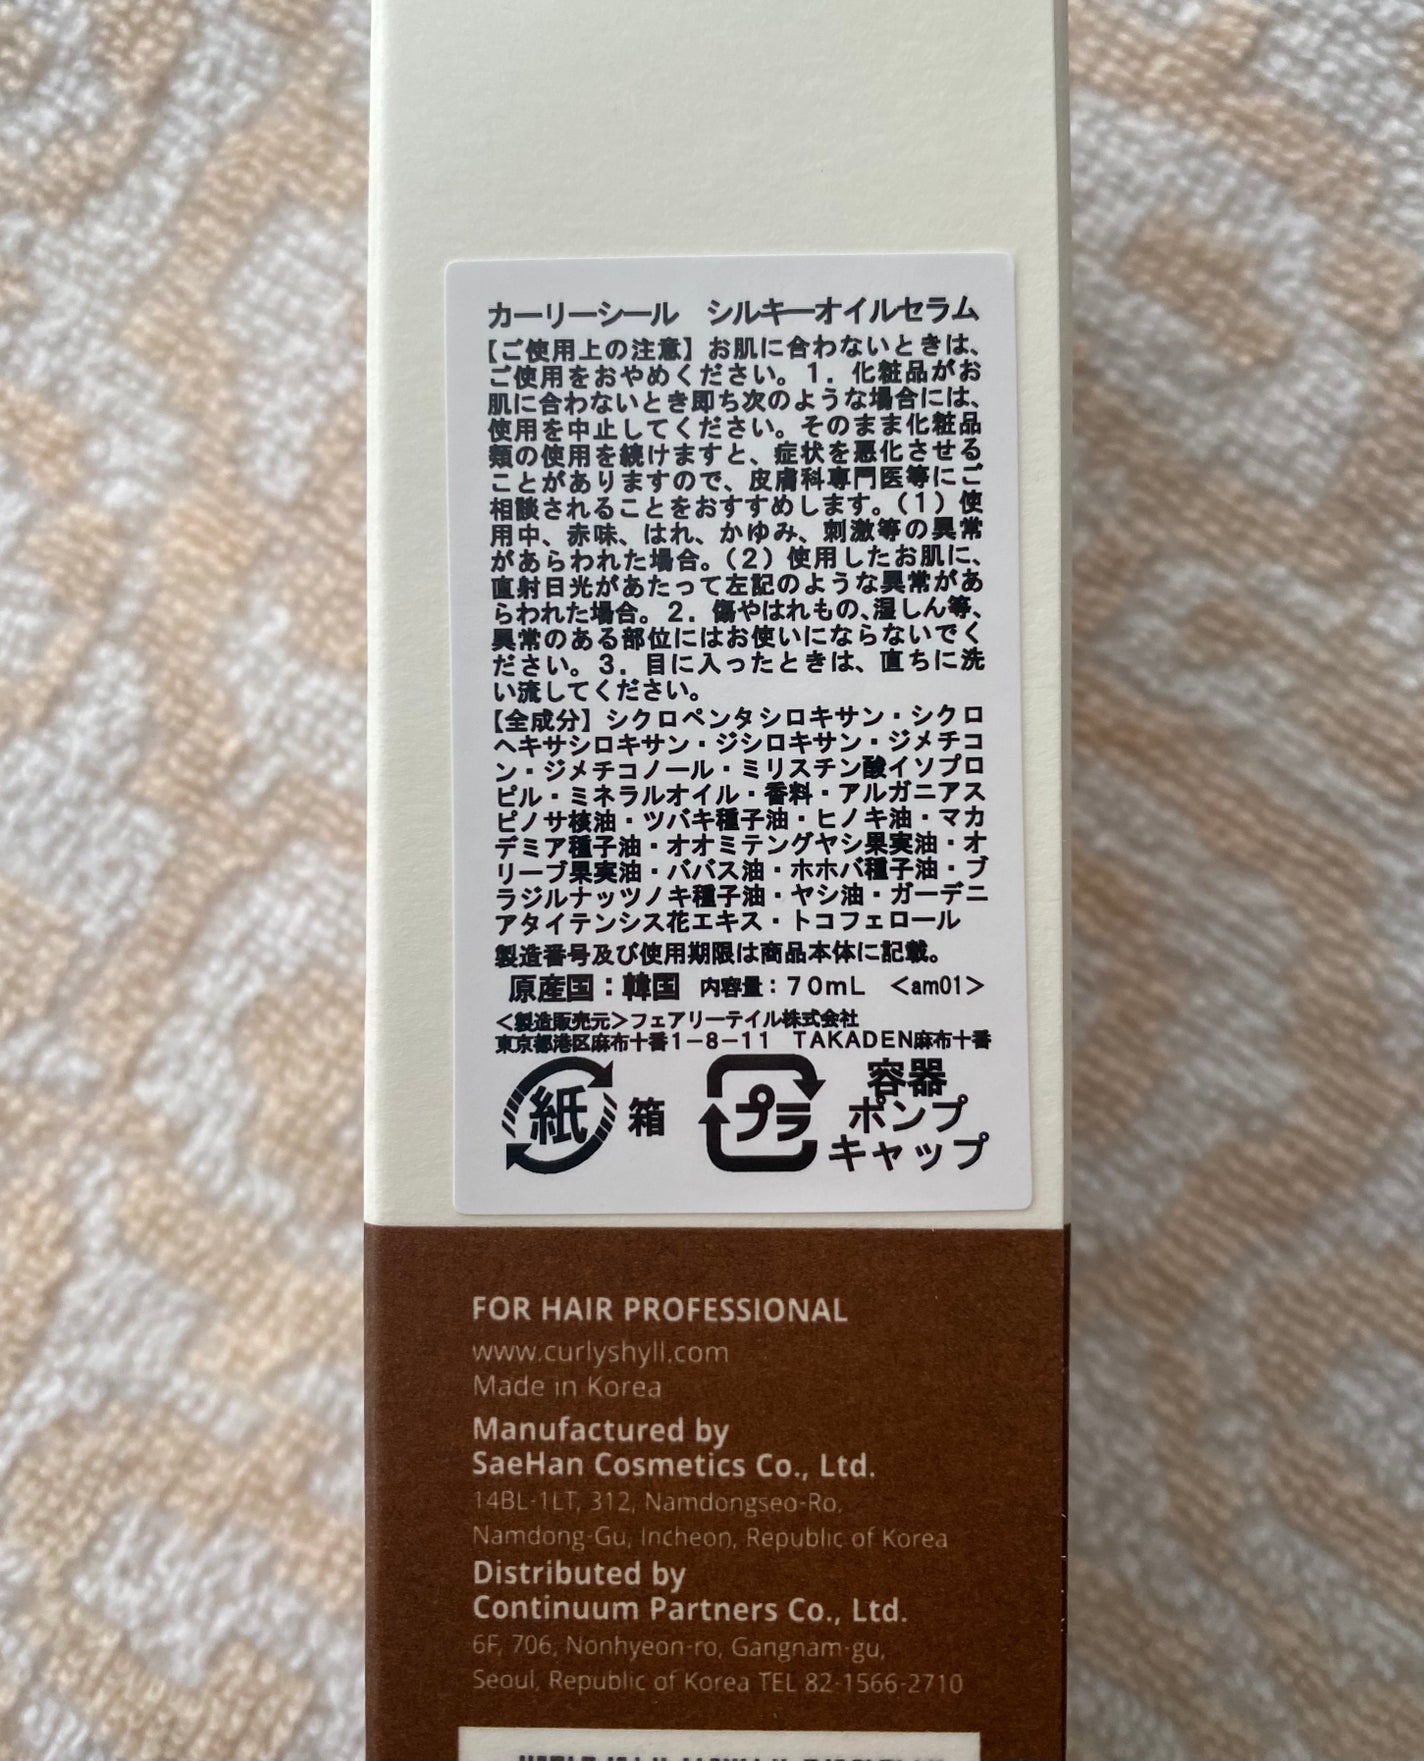 カーリーシール　シルキーオイルセラム
【ご使用上の注意】お肌に合わないときは、
ご使用をおやめください。１．化粧品がお
肌に合わないとき即ち次のような場合には、
使用を中止してください。そのまま化粧品
類の使用を続けますと、症状を悪化させる
ことがありますので、皮膚科専門医等にご
相談されることをおすすめします。（１）使
用中、赤味、はれ、かゆみ、刺激等の異常
があらわれた場合。（２）使用したお肌に、
直射日光があたって左記のような異常があ
らわれた場合。２．傷やはれもの、湿しん等、
異常のある部位にはお使いにならないでく
ださい。３．目に入ったときは、直ちに洗
い流してください。
【全成分】シクロペンタシロキサン・シクロ
ヘキサシロキサン・ジシロキサン・ジメチコ
ン・ジメチコノール・ミリスチン酸イソプロ
ピル・ミネラルオイル・香料・アルガニアス
ピノサ核油・ツバキ種子油・ヒノキ油・マカ
デミア種子油・オオミテングヤシ果実油・オ
リーブ果実油・ババス油・ホホバ種子油・ブ
ラジルナッツノキ種子油・ヤシ油・ガーデニ
アタイテンシス花エキス・トコフェロール
製造番号及び使用期限は商品本体に記載。
原産国：韓国　内容量：７０mL　＜am01＞
＜製造販売元＞フェアリーテイル株式会社
東京都港区麻布十番１－８－１１　TAKADEN麻布十番
紙 箱 プラ 容器
ポンプ
キャップ
FOR HAIR PROFESSIONAL
www.curlyshyll.com
Made in Korea
Manufactured by
SaeHan Cosmetics Co., Ltd.
14BL-1LT, 312, Namdongseo-Ro,
Namdong-Gu, Incheon, Republic of Korea
Distributed by
Continuum Partners Co., Ltd.
6F, 706, Nonhyeon-ro, Gangnam-gu,
Seoul, Republic of Korea TEL 82-1566-2710